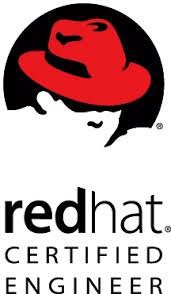 ®
redhat®
CERTIFIED
ENGINEER